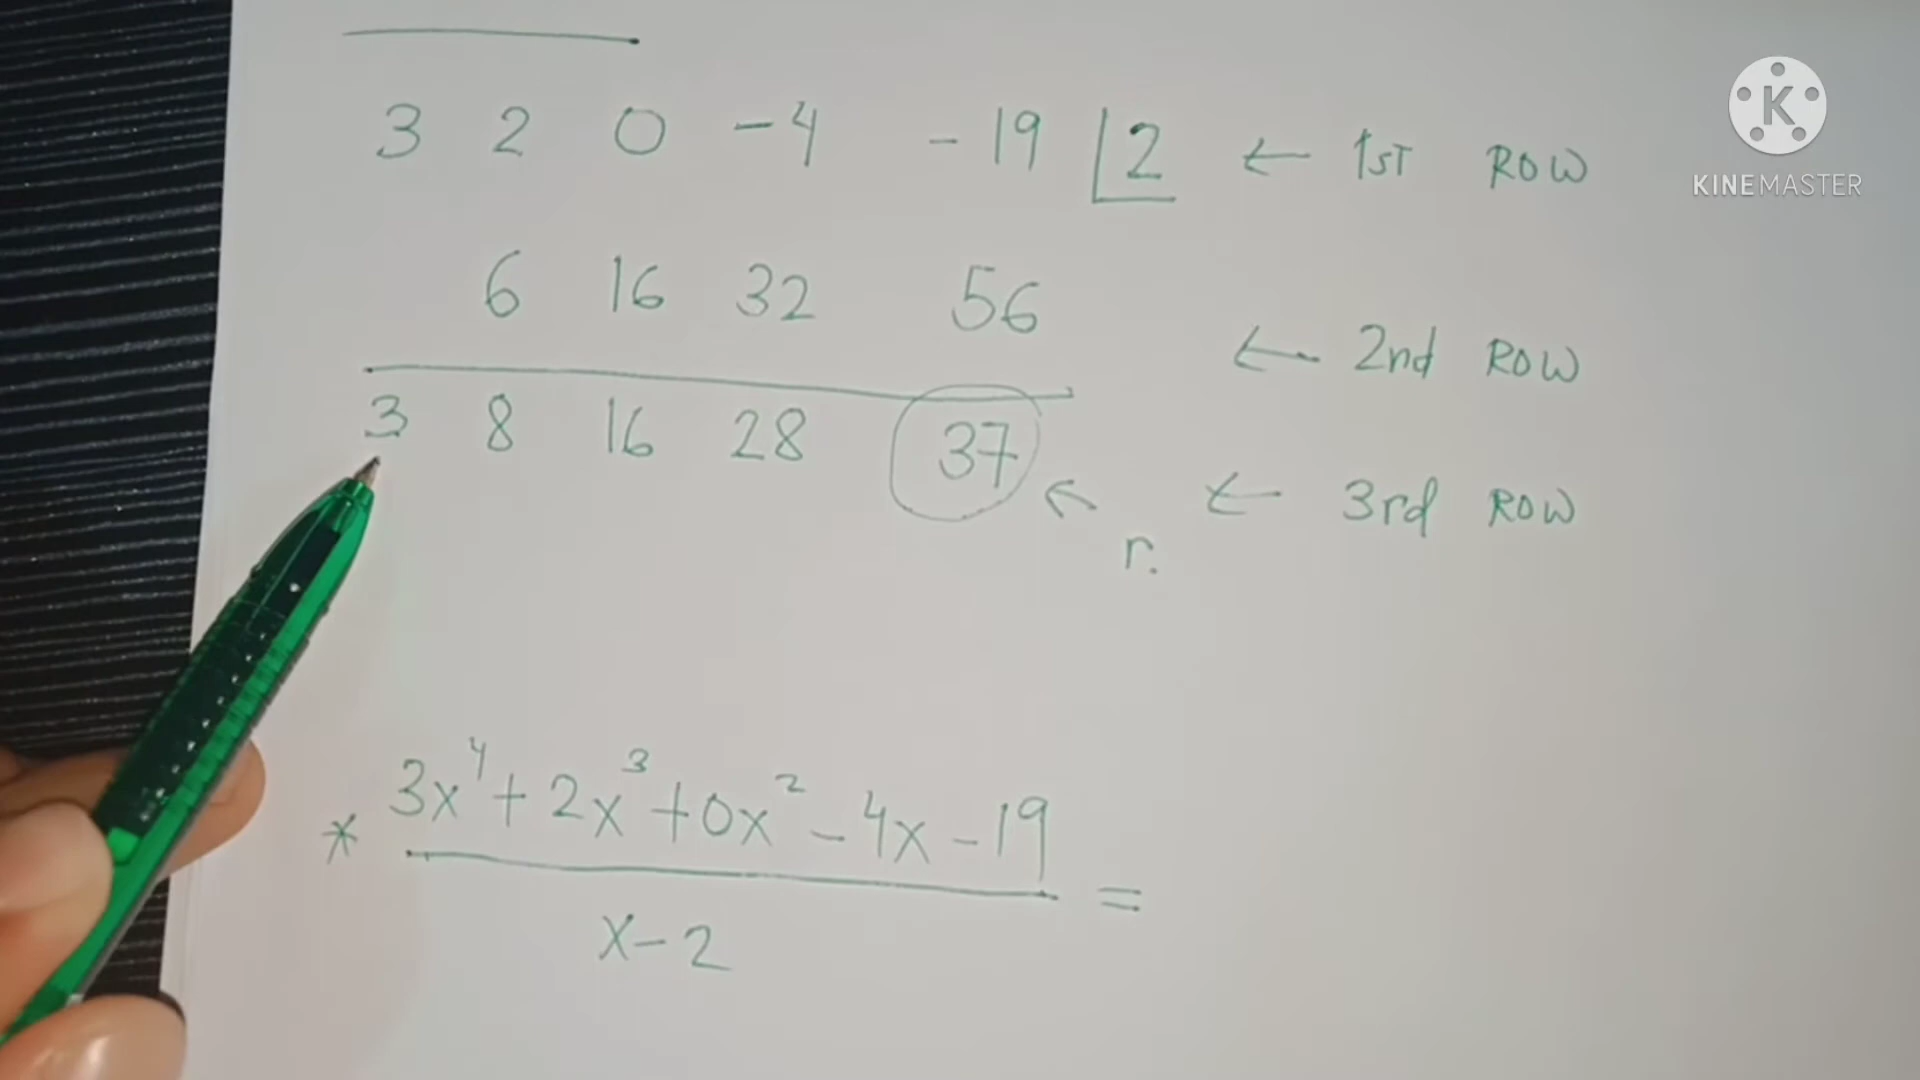 3 2 0 -4 -19 |2 ← 1ST ROW
KINEMASTER
6 16 32 56 ← 2nd ROW
3 8 16 28 37 ← 3rd ROW
r.
* 3x⁴ + 2x³ + 0x² - 4x - 19 =
x - 2